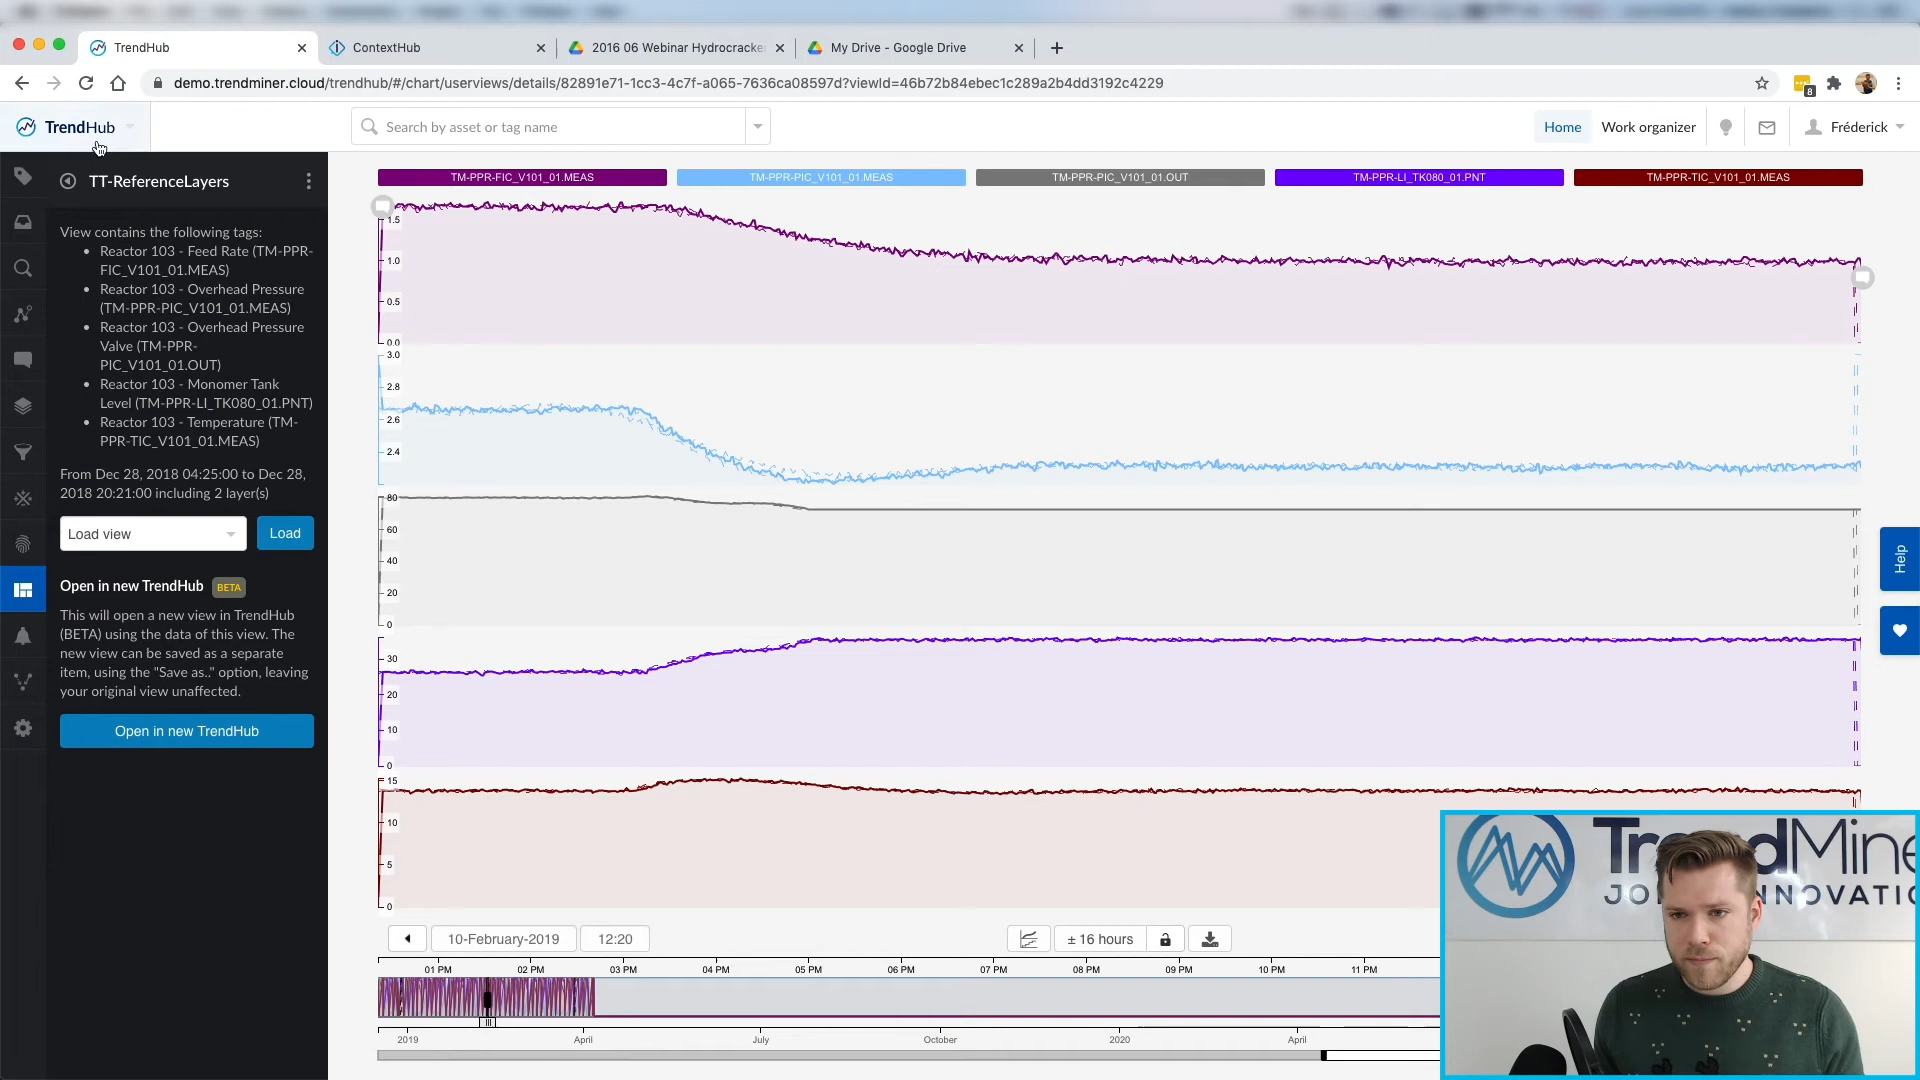 TrendHub
ContextHub
2016 06 Webinar Hydrocracke
My Drive - Google Drive
demo.trendminer.cloud/trendhub/#/chart/userviews/details/82891e71-1cc3-4c7f-a065-7636ca08597d?viewId=46b72b84ebec1c289a2b4dd3192c4229
8
TrendHub
Search by asset or tag name
Home
Work organizer
Fréderick
TT-ReferenceLayers
View contains the following tags:
• Reactor 103 - Feed Rate (TM-PPR-
FIC_V101_01.MEAS)
• Reactor 103 - Overhead Pressure
(TM-PPR-PIC_V101_01.MEAS)
• Reactor 103 - Overhead Pressure
Valve (TM-PPR-
PIC_V101_01.OUT)
• Reactor 103 - Monomer Tank
Level (TM-PPR-LI_TK080_01.PNT)
• Reactor 103 - Temperature (TM-
PPR-TIC_V101_01.MEAS)
From Dec 28, 2018 04:25:00 to Dec 28,
2018 20:21:00 including 2 layer(s)
Load view
Load
Open in new TrendHub BETA
This will open a new view in TrendHub
(BETA) using the data of this view. The
new view can be saved as a separate
item, using the "Save as.." option, leaving
your original view unaffected.
Open in new TrendHub
TM-PPR-FIC_V101_01.MEAS
TM-PPR-PIC_V101_01.MEAS
TM-PPR-PIC_V101_01.OUT
TM-PPR-LI_TK080_01.PNT
TM-PPR-TIC_V101_01.MEAS
1.5
1.0
0.5
0.0
3.0
2.8
2.6
2.4
80
60
40
20
0
30
20
10
0
15
10
5
0
Help
10-February-2019
12:20
± 16 hours
01 PM
02 PM
03 PM
04 PM
05 PM
06 PM
07 PM
08 PM
09 PM
10 PM
11 PM
2019
April
July
October
2020
April